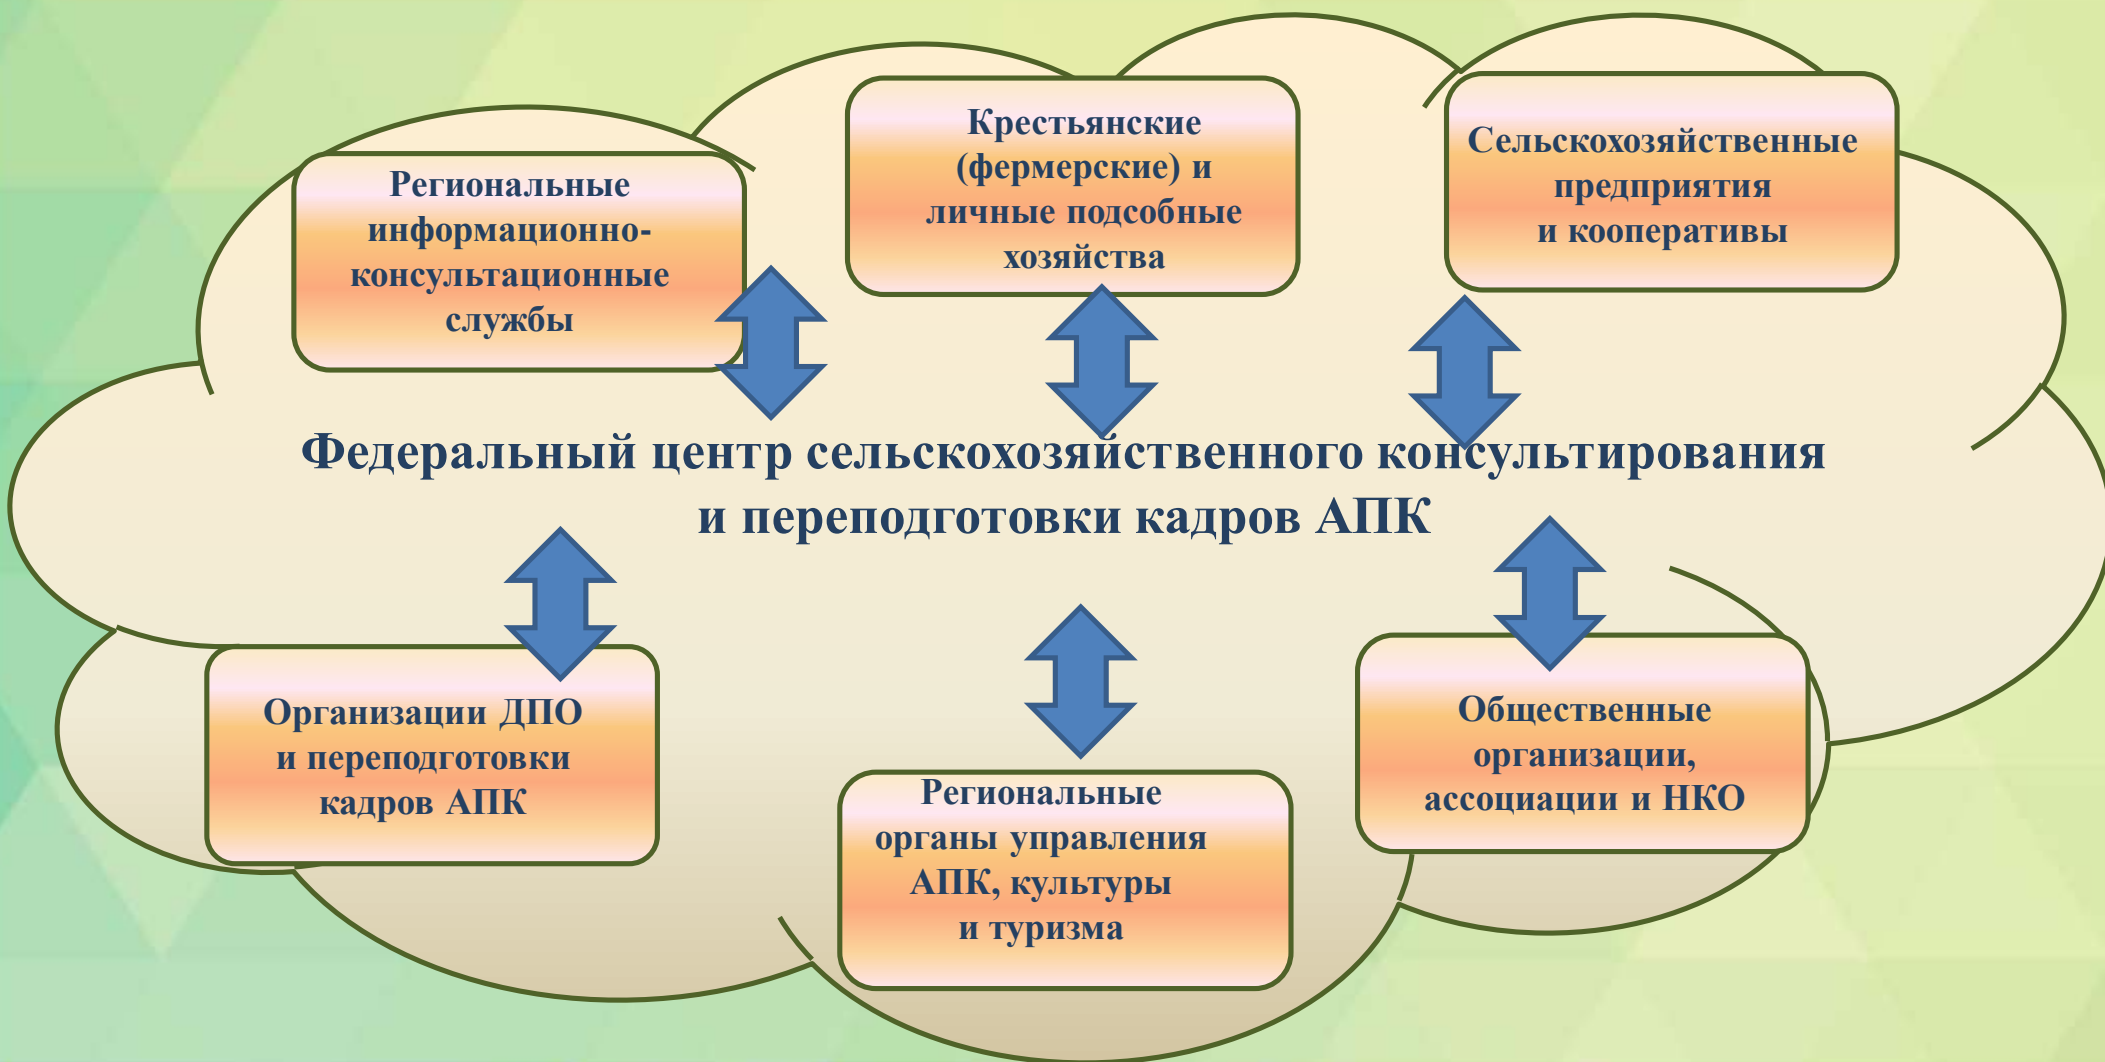 Региональные
информационно-
консультационные
службы
Крестьянские
(фермерские) и
личные подсобные
хозяйства
Сельскохозяйственные
предприятия
и кооперативы
Федеральный центр сельскохозяйственного консультирования
и переподготовки кадров АПК
Организации ДПО
и переподготовки
кадров АПК
Региональные
органы управления
АПК, культуры
и туризма
Общественные
организации,
ассоциации и НКО